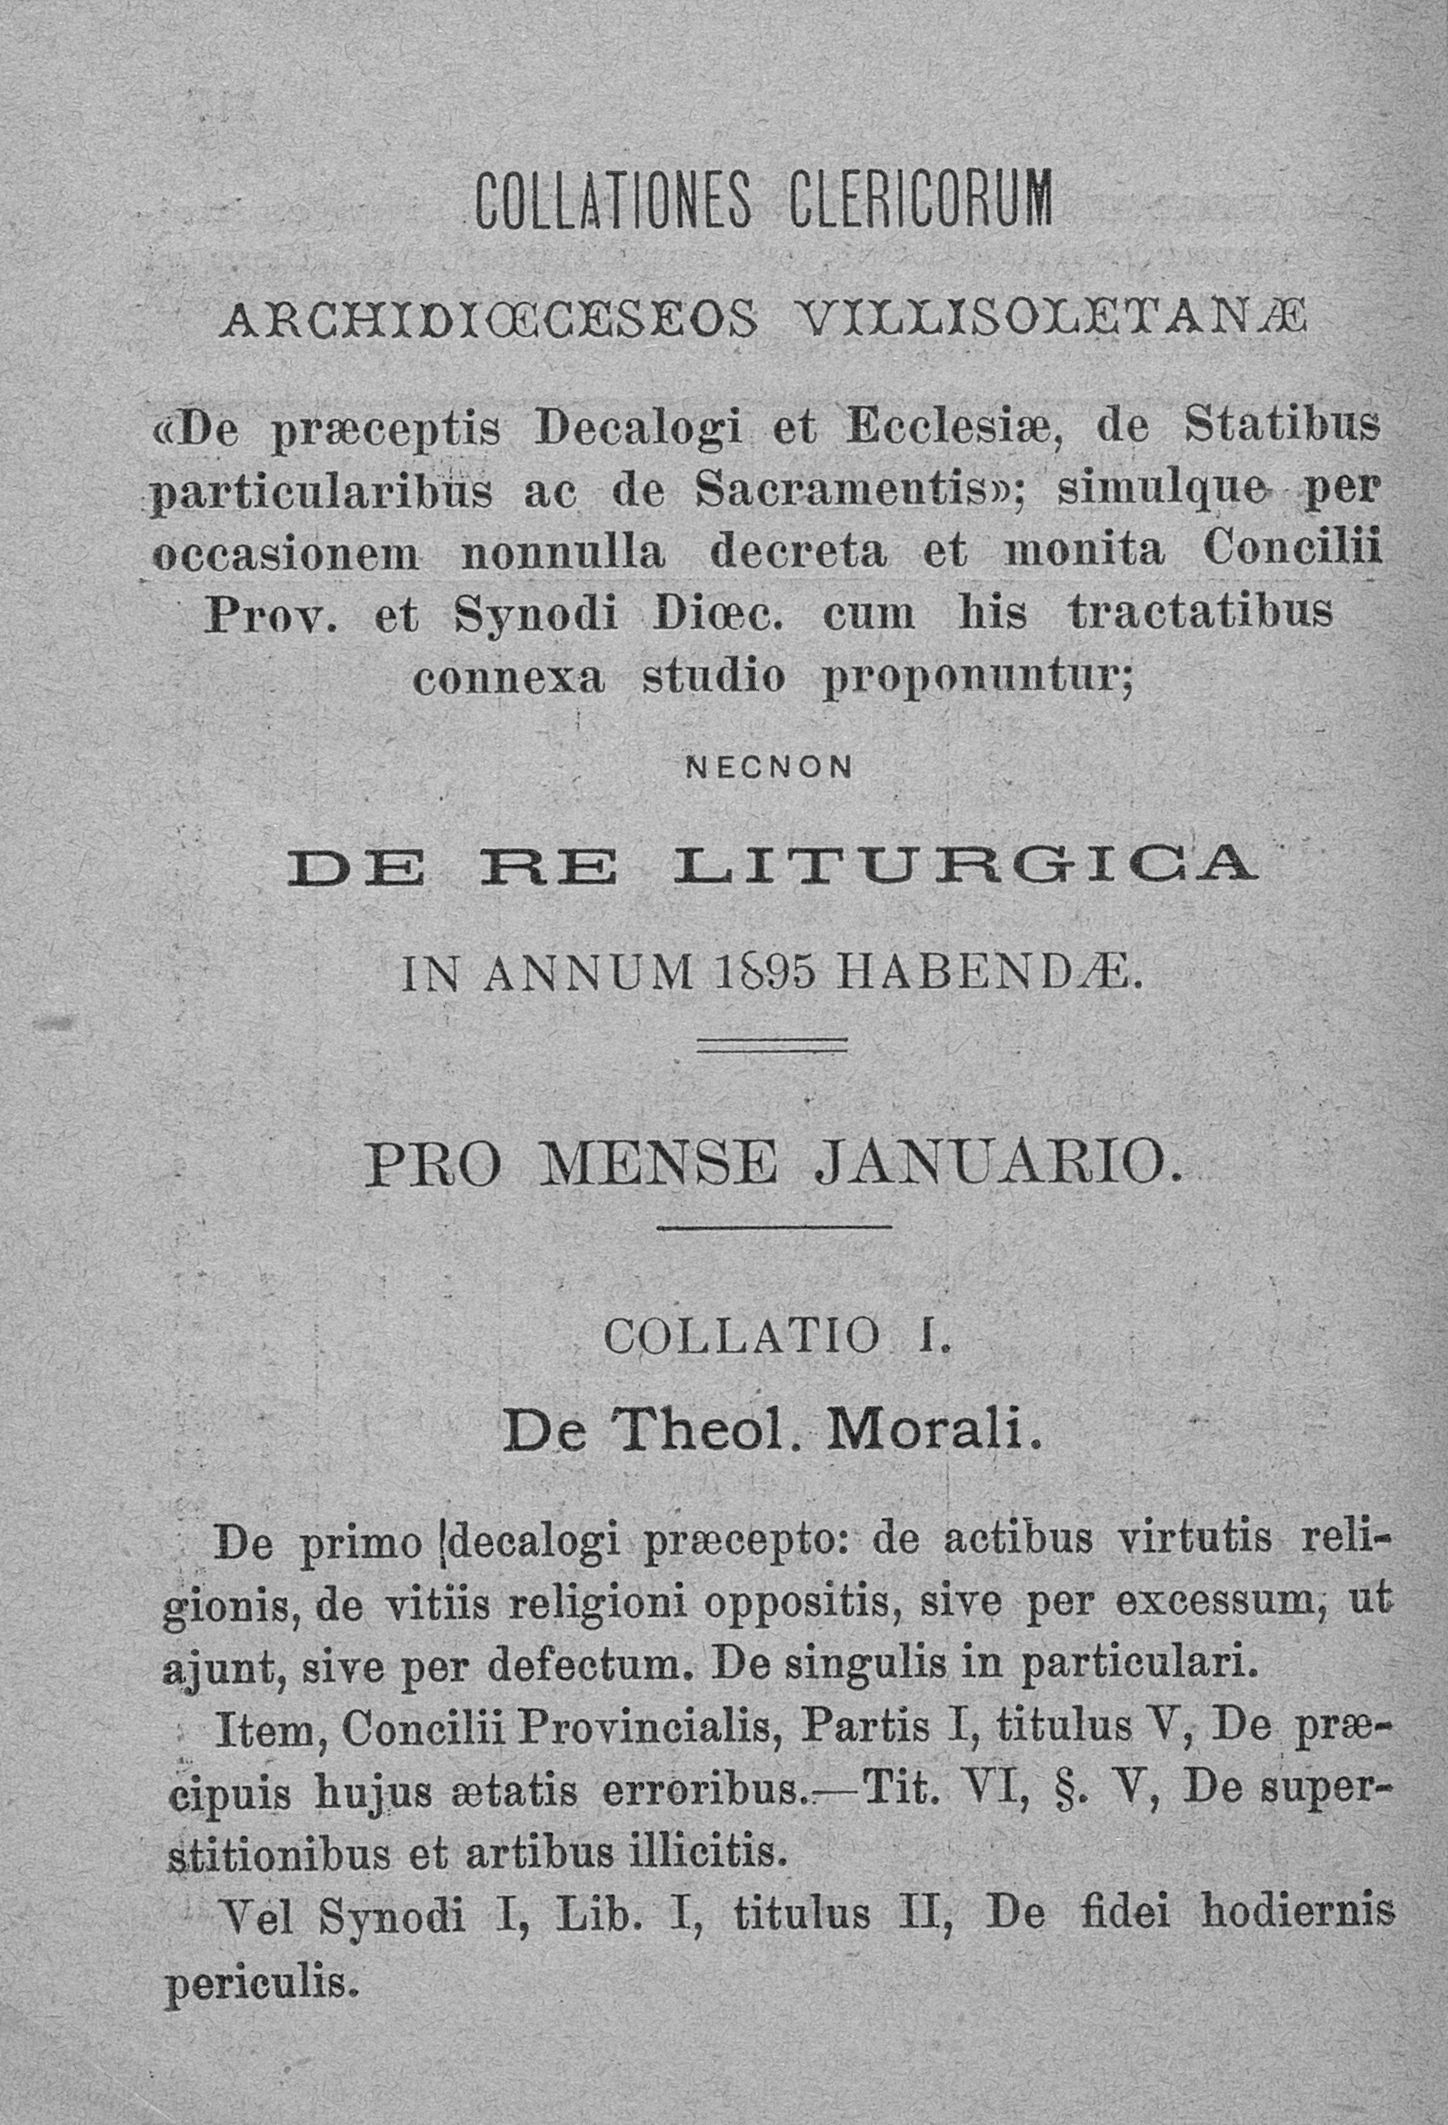 COLLATIONES CLERICORUM
ARCHIDIŒCESEOS VILLISOLETANÆ
«De præceptis Decalogi et Ecclesiæ, de Statibus
particularibus ac de Sacramentis»; simulque per
occasionem nonnulla decreta et monita Concilii
Prov. et Synodi Diœc. cum his tractatibus
connexa studio proponuntur;
NECNON
DE RE LITURGICA
IN ANNUM 1895 HABENDÆ.
PRO MENSE JANUARIO.
COLLATIO I.
De Theol. Morali.
De primo decalogi præcepto: de actibus virtutis reli-
gionis, de vitiis religioni oppositis, sive per excessum, ut
ajunt, sive per defectum. De singulis in particulari.
Item, Concilii Provincialis, Partis I, titulus V, De præ-
cipuis hujus ætatis erroribus.—Tit. VI, §. V, De super-
stitionibus et artibus illicitis.
Vel Synodi I, Lib. I, titulus II, De fidei hodiernis
periculis.